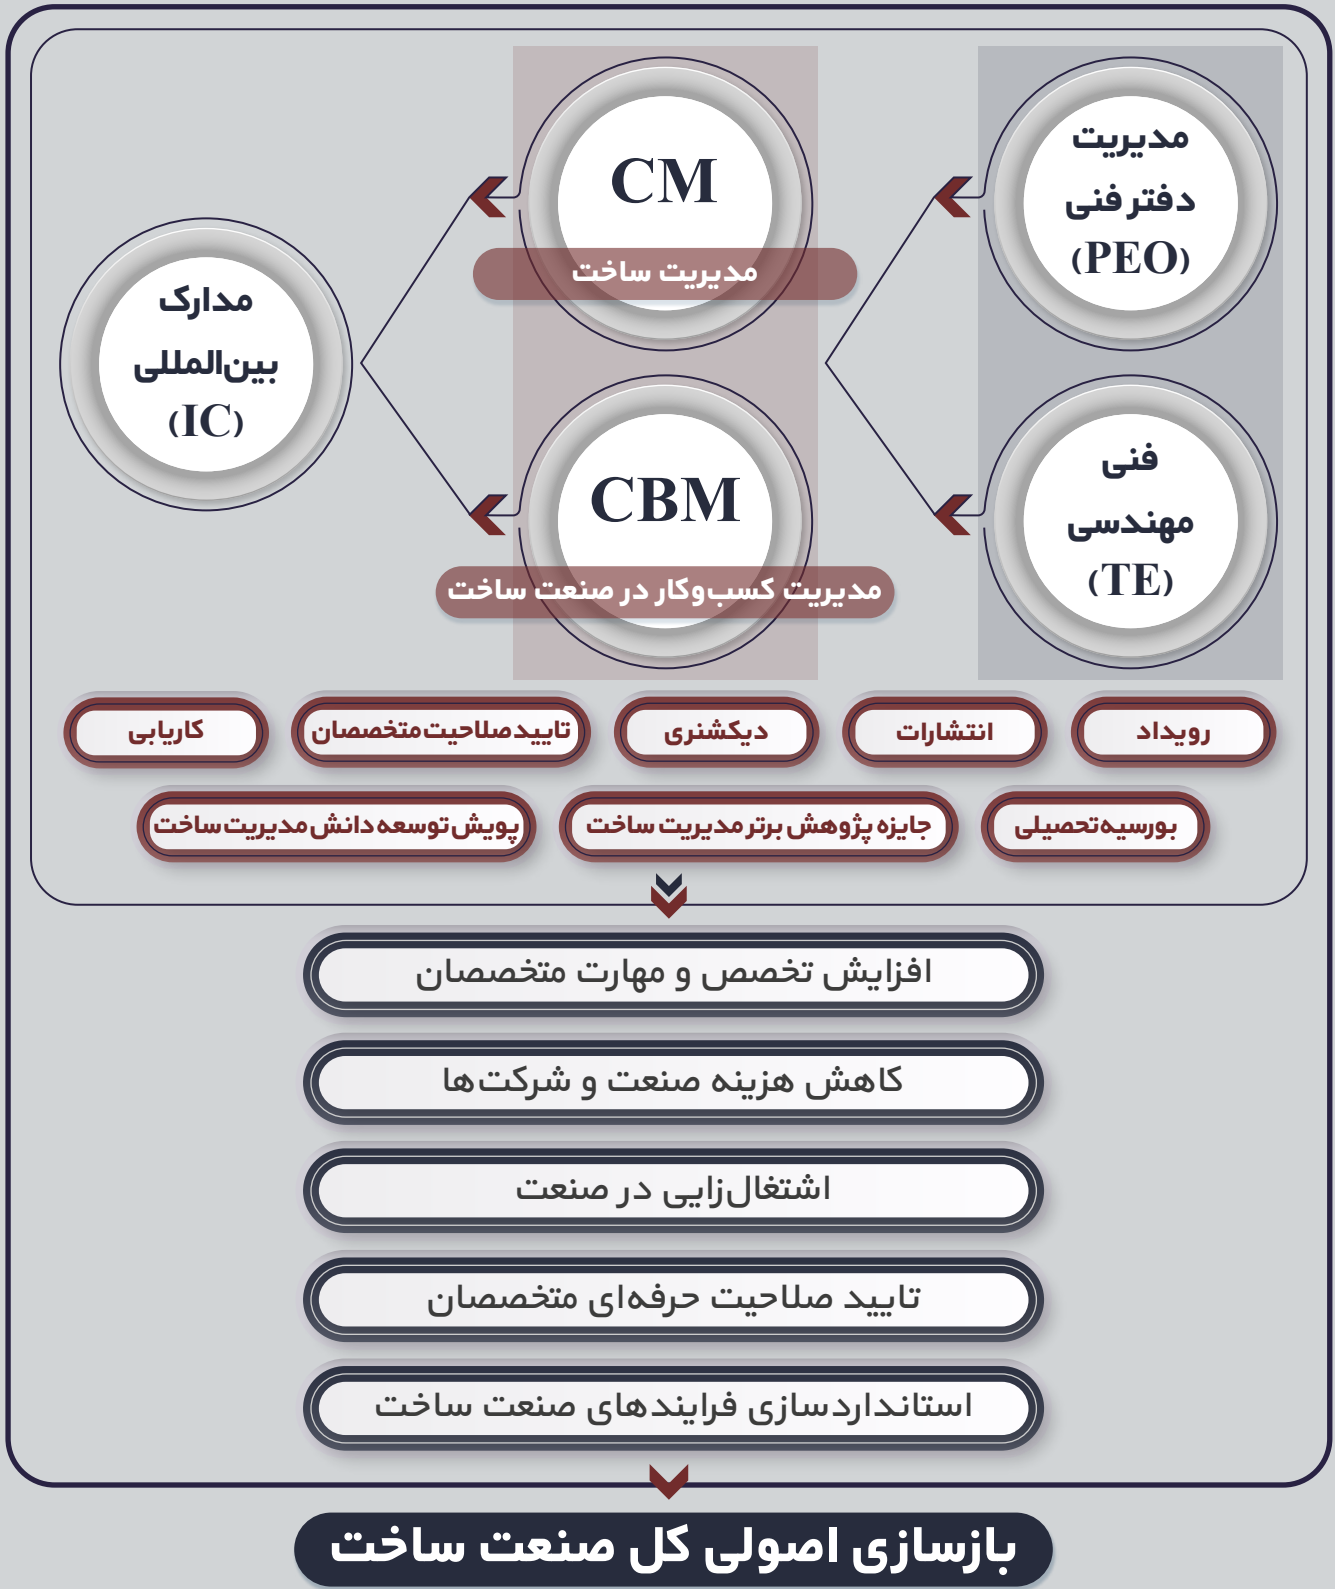 مدیریت
دفتر فنی
(PEO)
فنی
مهندسی
(TE)
CM
مدیریت ساخت
CBM
مدیریت کسب‌وکار در صنعت ساخت
مدارک
بین‌المللی
(IC)
رویداد
انتشارات
دیکشنری
تایید صلاحیت متخصصان
کاریابی
بورسیه تحصیلی
جایزه پژوهش برتر مدیریت ساخت
پویش توسعه دانش مدیریت ساخت
افزایش تخصص و مهارت متخصصان
کاهش هزینه صنعت و شرکت‌ها
اشتغال‌زایی در صنعت
تایید صلاحیت حرفه‌ای متخصصان
استانداردسازی فرایندهای صنعت ساخت
بازسازی اصولی کل صنعت ساخت